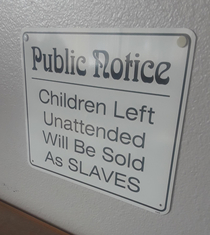 Public Notice
Children Left
Unattended
Will Be Sold
As SLAVES